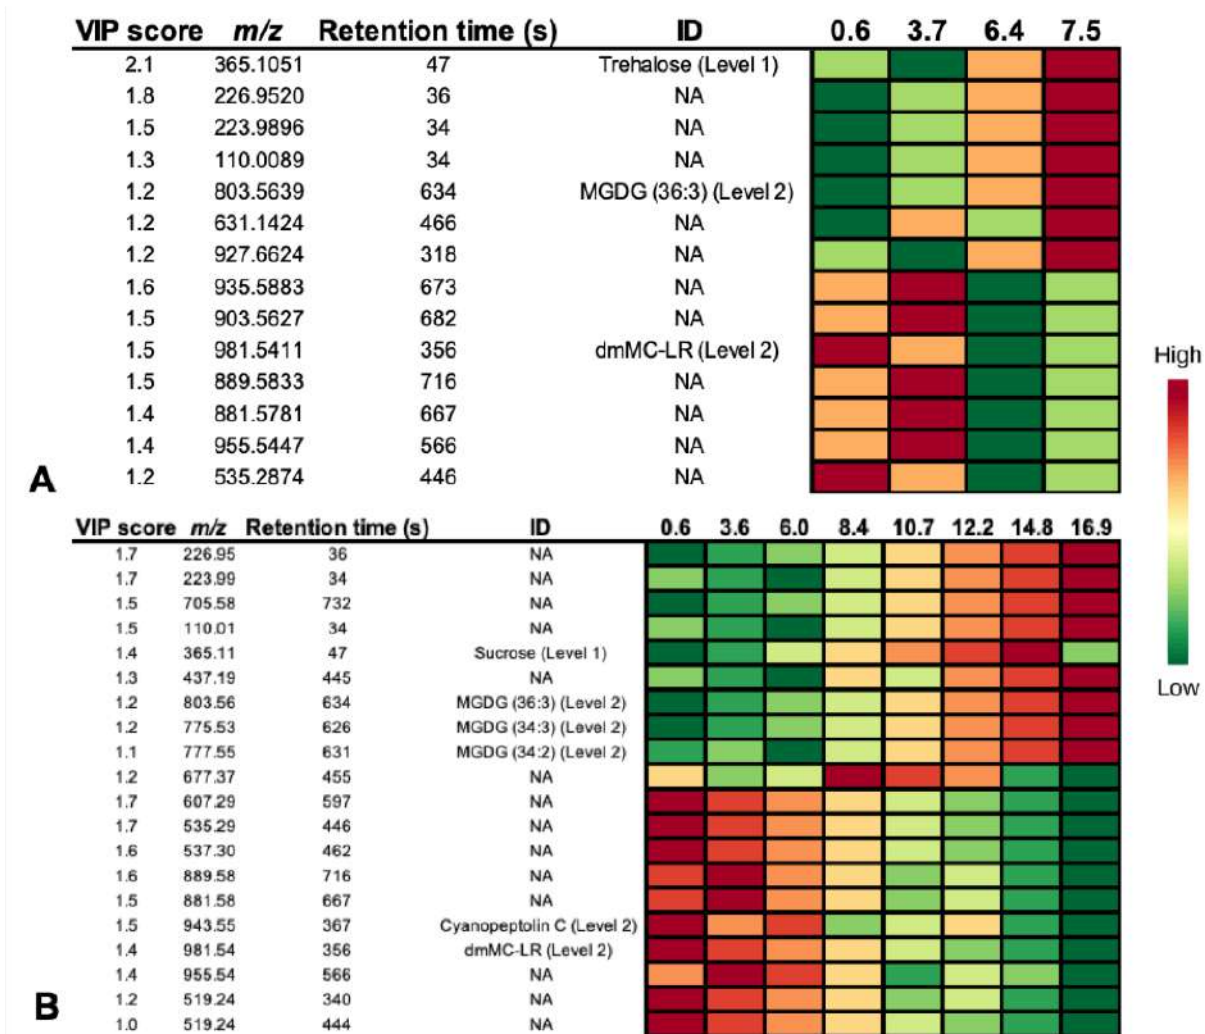 VIP score m/z Retention time (s) ID 0.6 3.7 6.4 7.5
2.1 365.1051 47 Trehalose (Level 1)
1.8 226.9520 36 NA
1.5 223.9896 34 NA
1.3 110.0089 34 NA
1.2 803.5639 634 MGDG (36:3) (Level 2)
1.2 631.1424 466 NA
1.2 927.6624 318 NA
1.6 935.5883 673 NA
1.5 903.5627 682 NA
1.5 981.5411 356 dmMC-LR (Level 2)
1.5 889.5833 716 NA
1.4 881.5781 667 NA
1.4 955.5447 566 NA
1.2 535.2874 446 NA
A
High
Low
VIP score m/z Retention time (s) ID 0.6 3.6 6.0 8.4 10.7 12.2 14.8 16.9
1.7 226.95 36 NA
1.7 223.99 34 NA
1.5 705.58 732 NA
1.5 110.01 34 NA
1.4 365.11 47 Sucrose (Level 1)
1.3 437.19 445 NA
1.2 803.56 634 MGDG (36:3) (Level 2)
1.2 775.53 626 MGDG (34:3) (Level 2)
1.1 777.55 631 MGDG (34:2) (Level 2)
1.2 677.37 455 NA
1.7 607.29 597 NA
1.7 535.29 446 NA
1.6 537.30 462 NA
1.6 889.58 716 NA
1.5 881.58 667 NA
1.5 943.55 367 Cyanopeptolin C (Level 2)
1.4 981.54 356 dmMC-LR (Level 2)
1.4 955.54 566 NA
1.2 519.24 340 NA
1.0 519.24 444 NA
B